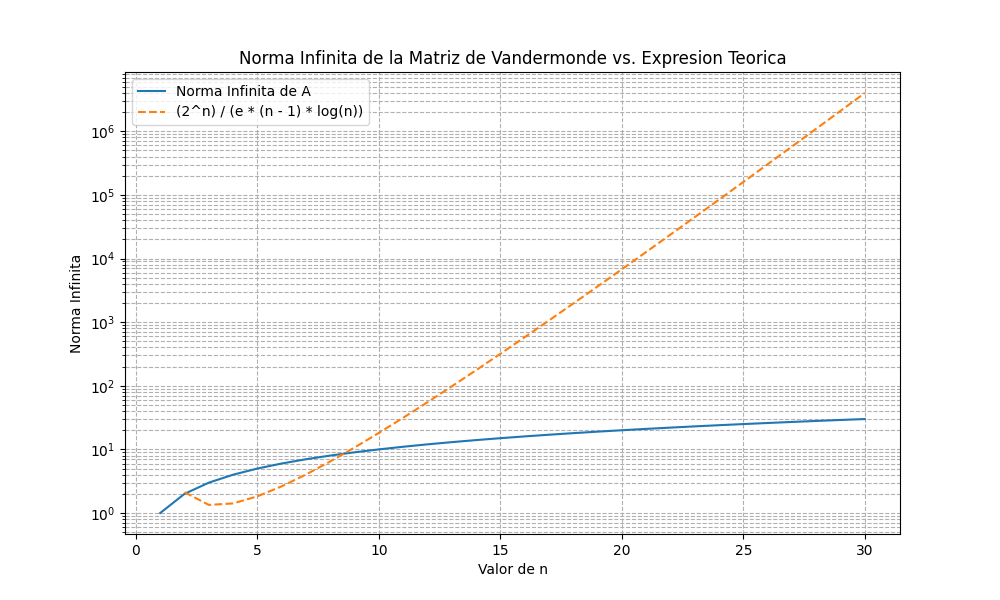 Norma Infinita de la Matriz de Vandermonde vs. Expresion Teorica
Norma Infinita de A
(2^n) / (e * (n - 1) * log(n))
Norma Infinita
10^6
10^5
10^4
10^3
10^2
10^1
10^0
0 5 10 15 20 25 30
Valor de n